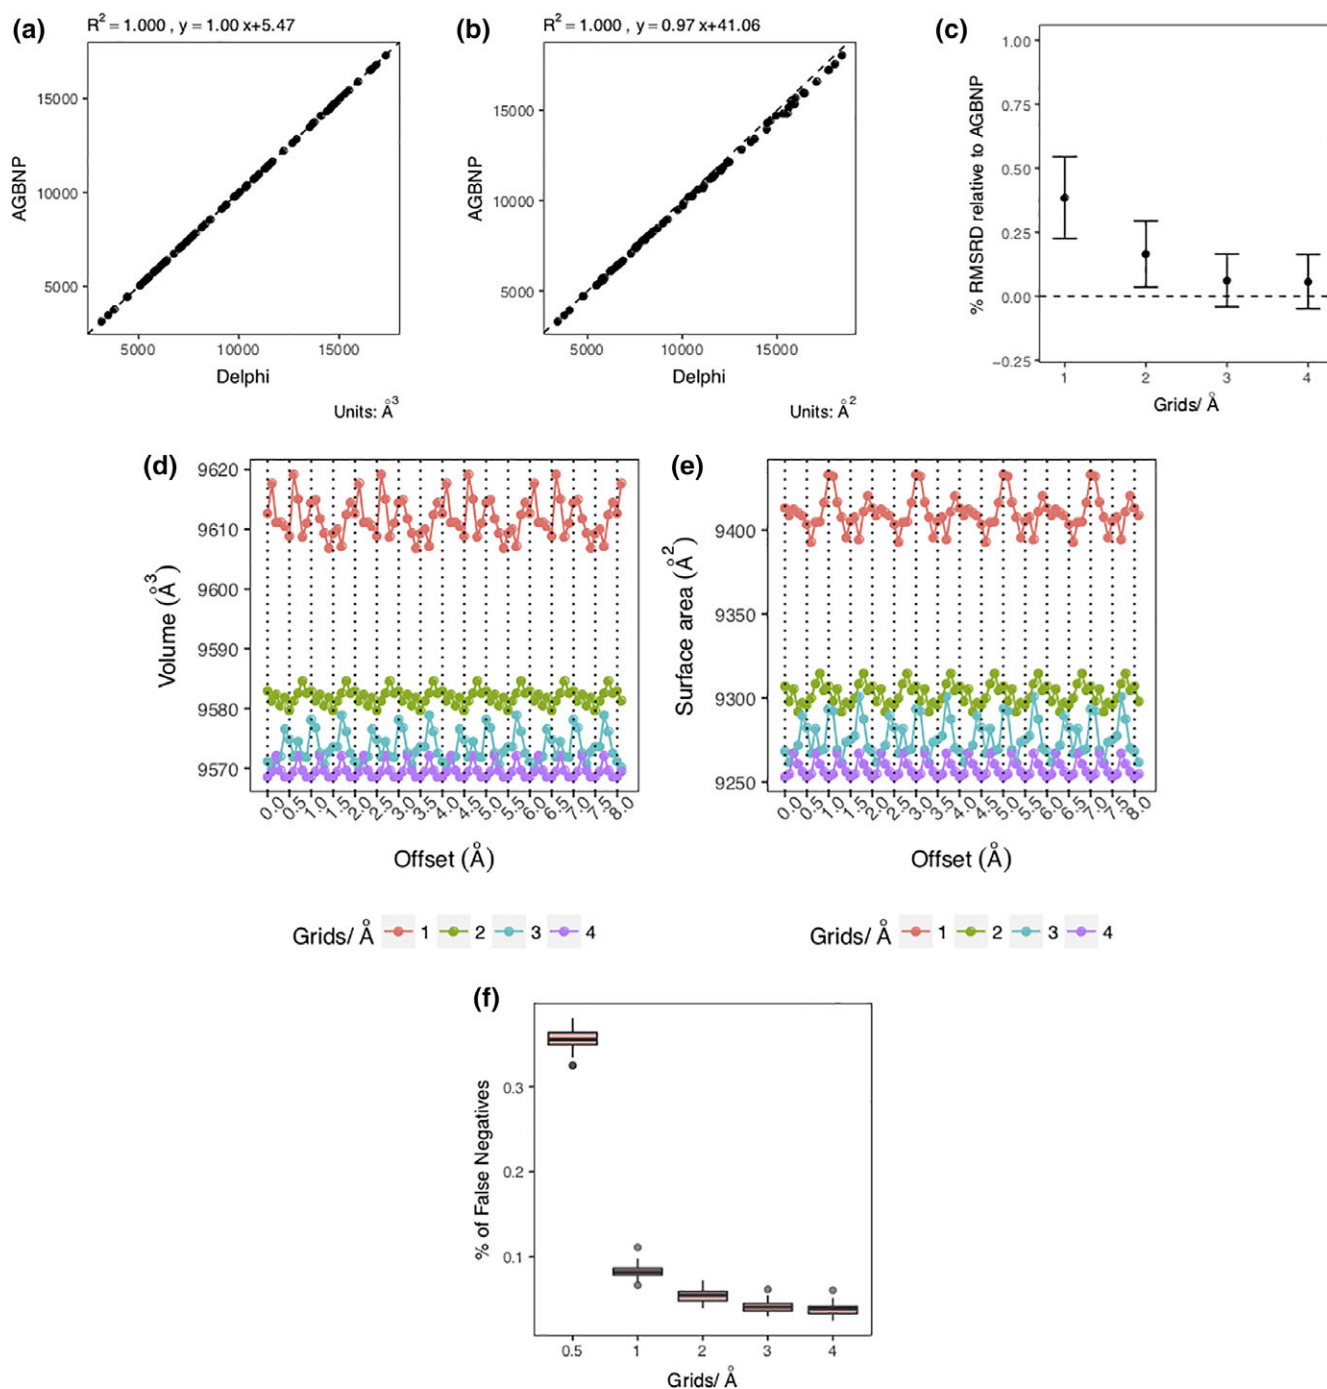 (a)
R² = 1.000 , y = 1.00 x+5.47
AGBNP
15000
10000
5000
5000 10000 15000
Delphi
Units: Å³
(b)
R² = 1.000 , y = 0.97 x+41.06
AGBNP
15000
10000
5000
5000 10000 15000
Delphi
Units: Å²
(c)
% RMSRD relative to AGBNP
1.00
0.75
0.50
0.25
0.00
−0.25
1 2 3 4
Grids/ Å
(d)
Volume (Å³)
9620
9610
9600
9590
9580
9570
0.0 0.5 1.0 1.5 2.0 2.5 3.0 3.5 4.0 4.5 5.0 5.5 6.0 6.5 7.0 7.5 8.0
Offset (Å)
Grids/ Å 1 2 3 4
(e)
Surface area (Å²)
9400
9350
9300
9250
0.0 0.5 1.0 1.5 2.0 2.5 3.0 3.5 4.0 4.5 5.0 5.5 6.0 6.5 7.0 7.5 8.0
Offset (Å)
Grids/ Å 1 2 3 4
(f)
% of False Negatives
0.3
0.2
0.1
0.5 1 2 3 4
Grids/ Å